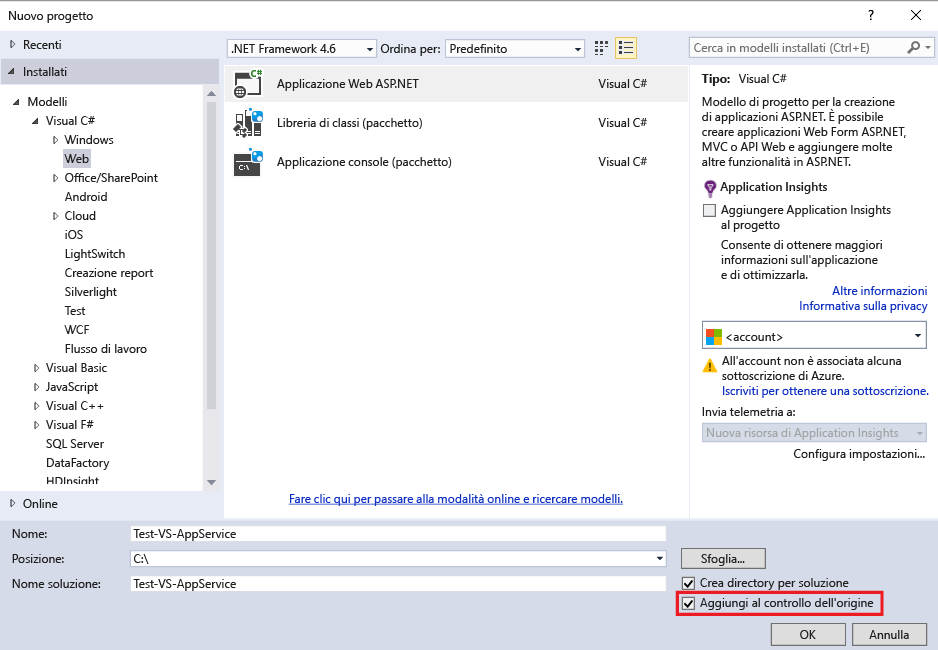 Nuovo progetto
?
Recenti
.NET Framework 4.6
Ordina per:
Predefinito
Cerca in modelli installati (Ctrl+E)
Installati
Modelli
Visual C#
Windows
Web
Office/SharePoint
Android
Cloud
iOS
LightSwitch
Creazione report
Silverlight
Test
WCF
Flusso di lavoro
Visual Basic
JavaScript
Visual C++
Visual F#
SQL Server
DataFactory
HDInsight
Online
C#
Applicazione Web ASP.NET Visual C#
Libreria di classi (pacchetto) Visual C#
C:\
Applicazione console (pacchetto) Visual C#
Fare clic qui per passare alla modalità online e ricercare modelli.
Tipo: Visual C#
Modello di progetto per la creazione
di applicazioni ASP.NET. È possibile
creare applicazioni Web Form ASP.NET,
MVC o API Web e aggiungere molte
altre funzionalità in ASP.NET.
Application Insights
Aggiungere Application Insights
al progetto
Consente di ottenere maggiori
informazioni sull'applicazione
e di ottimizzarla.
Altre informazioni
Informativa sulla privacy
<account>
All'account non è associata alcuna
sottoscrizione di Azure.
Iscriviti per ottenere una sottoscrizione.
Invia telemetria a:
Nuova risorsa di Application Insights
Configura impostazioni...
Nome: Test-VS-AppService
Posizione: C:\
Sfoglia...
Nome soluzione: Test-VS-AppService
Crea directory per soluzione
Aggiungi al controllo dell'origine
OK
Annulla